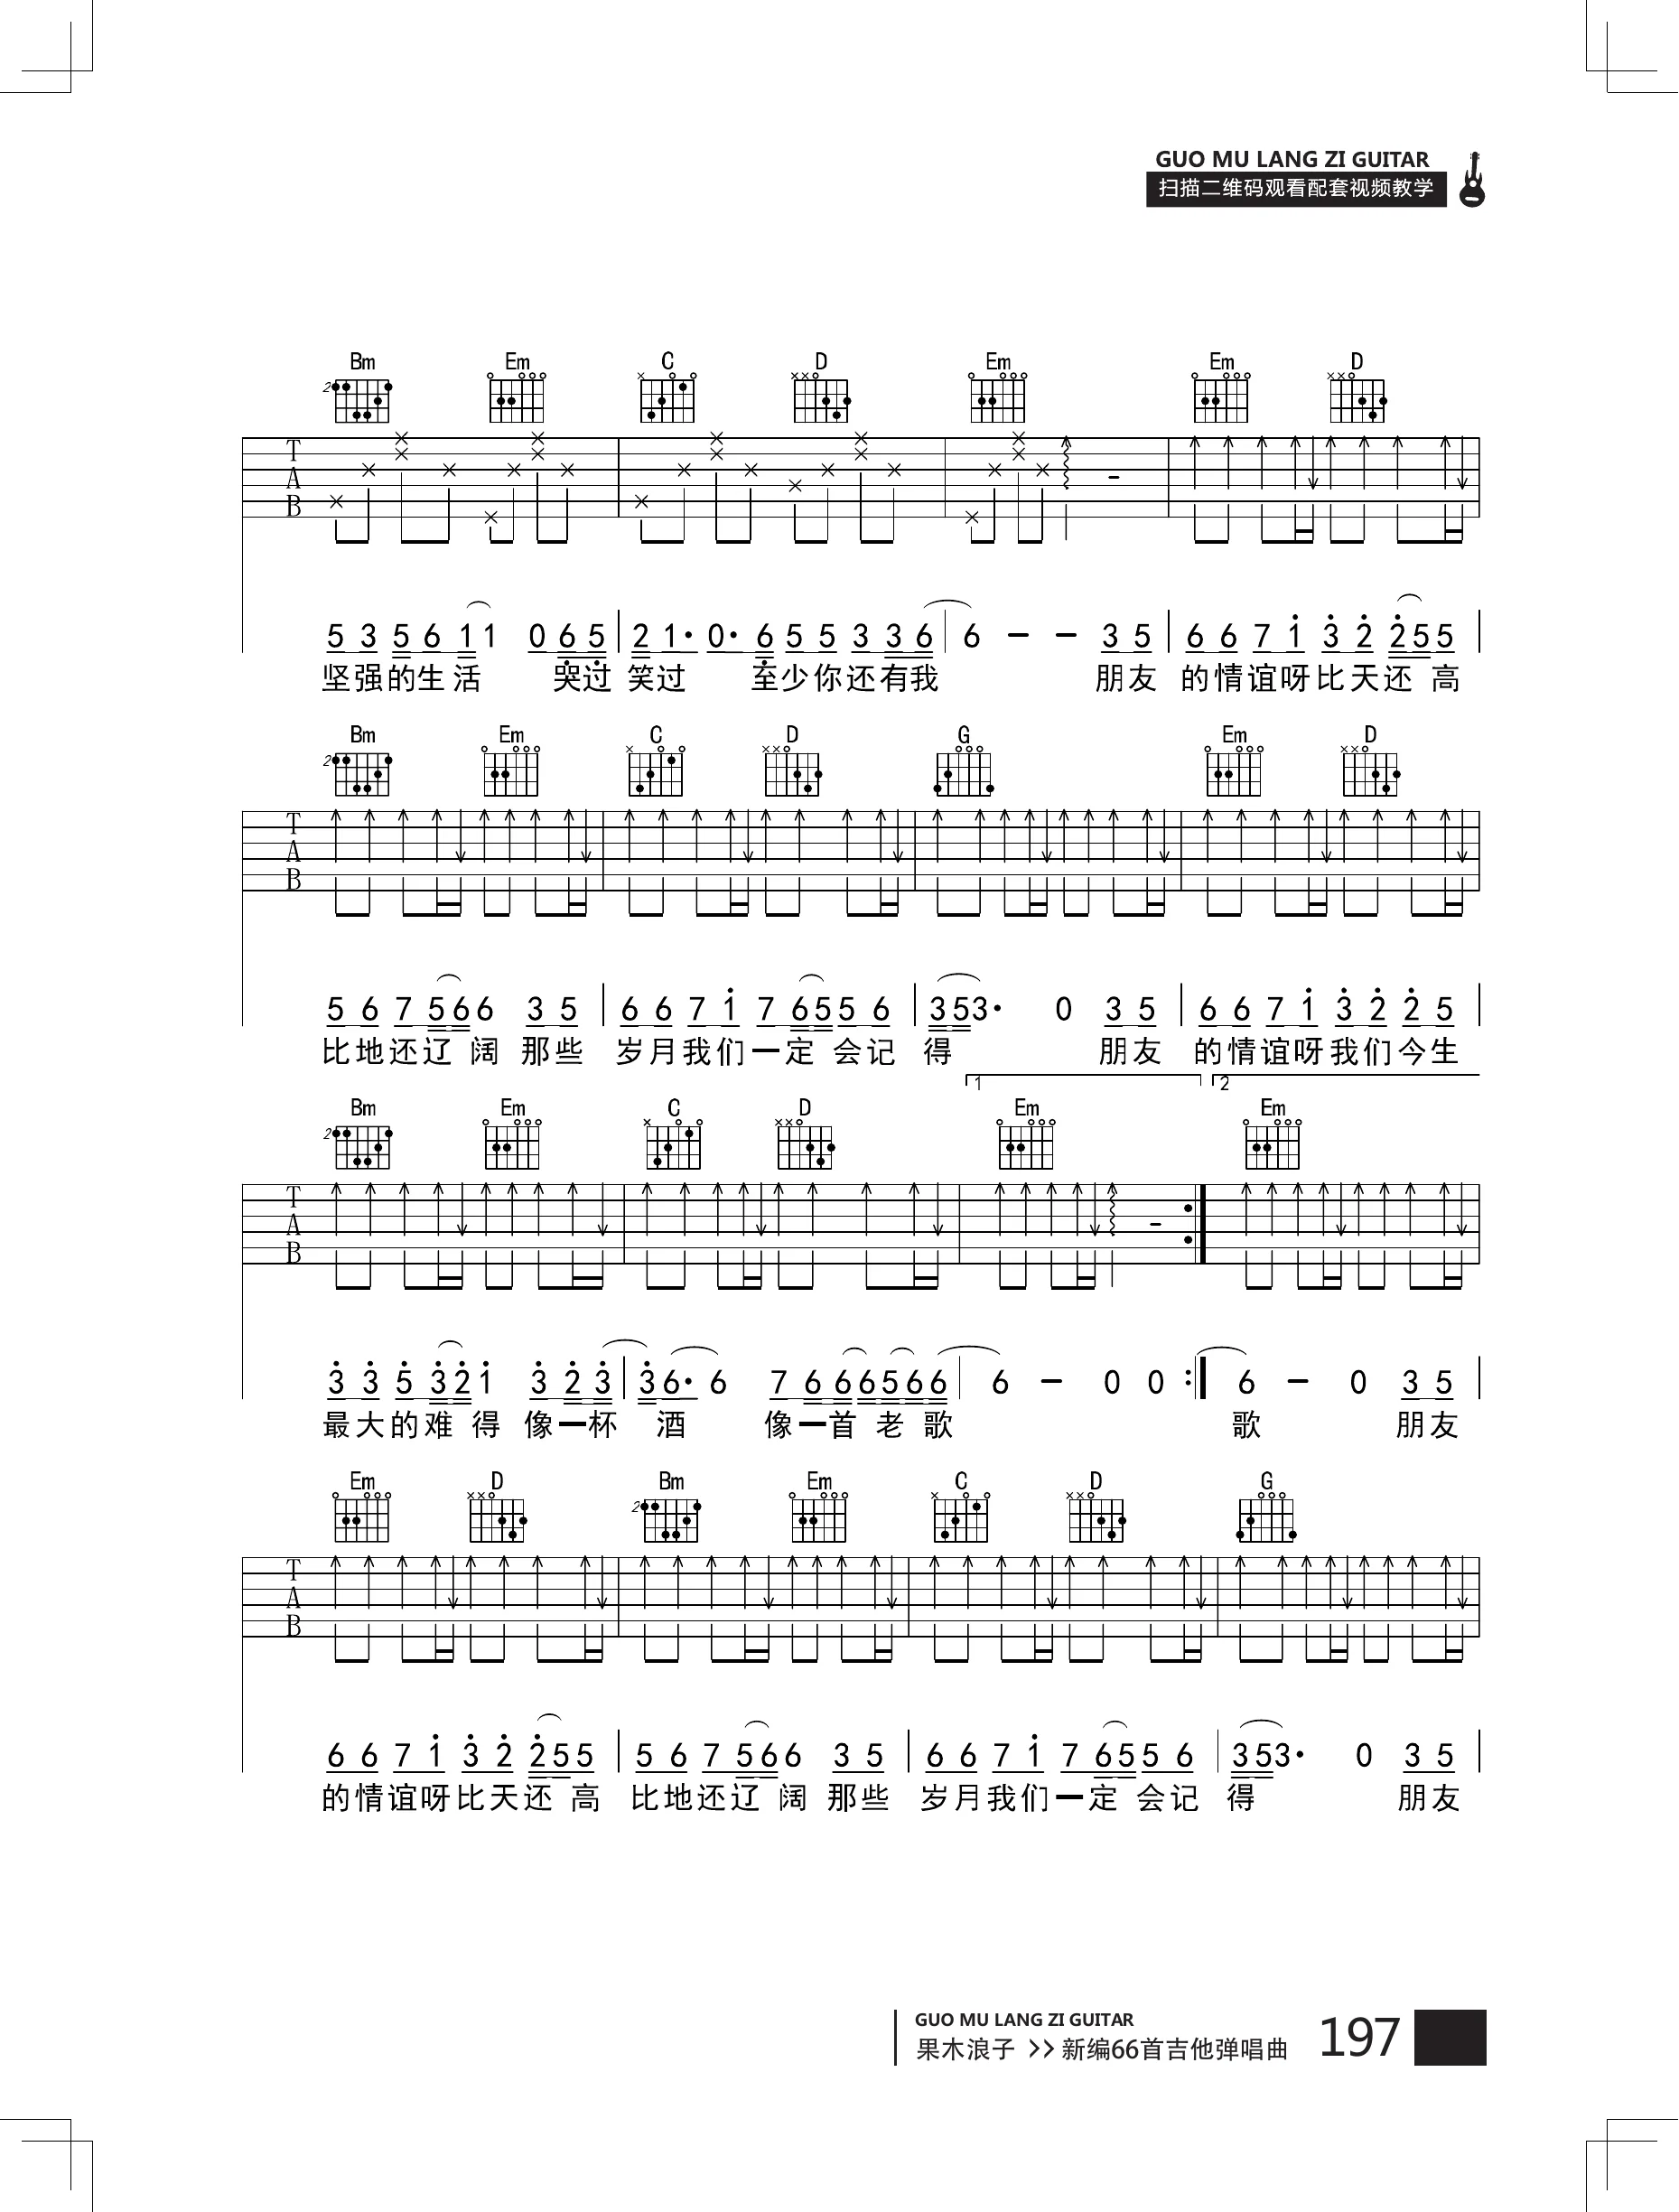 GUO MU LANG ZI GUITAR
扫描二维码观看配套视频教学
Bm Em C D Em Em D
2
T
A
B
5 3 5 6 1 1 0 6 5 2 1· 0· 6 5 5 3 3 6 6 – – 3 5 6 6 7 1 3 2 2 5 5
坚强的生活 哭过 笑过 至少你还有我 朋友 的情谊呀比天还 高
Bm Em C D G Em D
2
T
A
B
5 6 7 5 6 6 3 5 6 6 7 1 7 6 5 5 6 3 5 3· 0 3 5 6 6 7 1 3 2 2 5
比地还辽 阔 那些 岁月我们一定 会记 得 朋友 的情谊呀我们今生
1 2
Bm Em C D Em Em
2
T
A
B
3 3 5 3 2 1 3 2 3 3 6· 6 7 6 6 6 5 6 6 6 – 0 0 6 – 0 3 5
最大的难 得 像一杯 酒 像一首 老 歌 歌 朋友
Em D Bm Em C D G
2
T
A
B
6 6 7 1 3 2 2 5 5 5 6 7 5 6 6 3 5 6 6 7 1 7 6 5 5 6 3 5 3· 0 3 5
的情谊呀比天还 高 比地还辽 阔 那些 岁月我们一定 会记 得 朋友
GUO MU LANG ZI GUITAR
果木浪子 >> 新编66首吉他弹唱曲 197